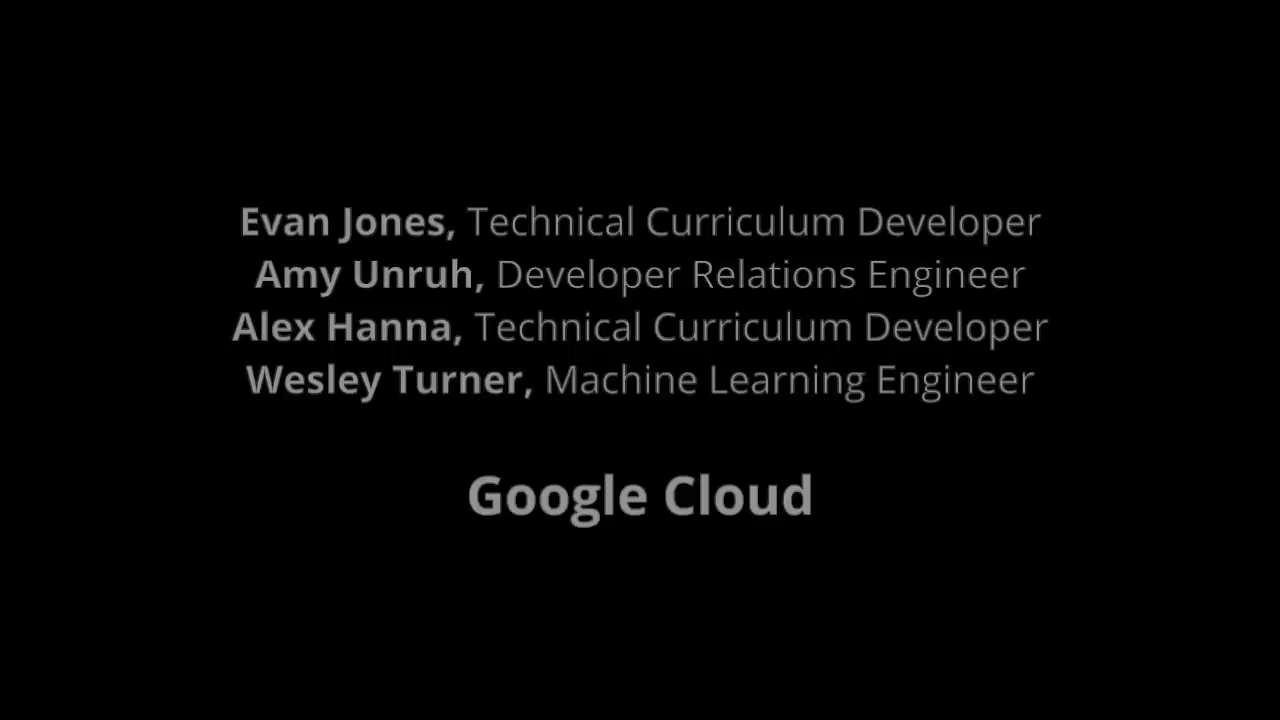 Evan Jones, Technical Curriculum Developer
Amy Unruh, Developer Relations Engineer
Alex Hanna, Technical Curriculum Developer
Wesley Turner, Machine Learning Engineer
Google Cloud